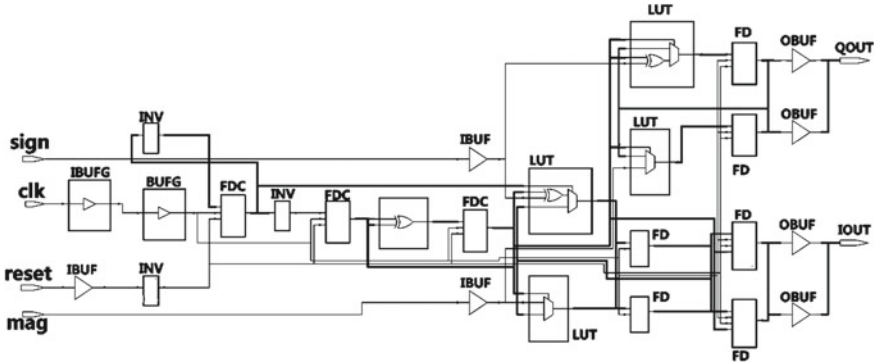 LUT
FD
OBUF
QOUT
INV
sign
IBUF
LUT
OBUF
IBUFG
BUFG
LUT
clk
FDC
INV
FDC
FDC
FD
FD
OBUF
IOUT
reset
IBUF
INV
FD
IBUF
FD
OBUF
mag
LUT
FD